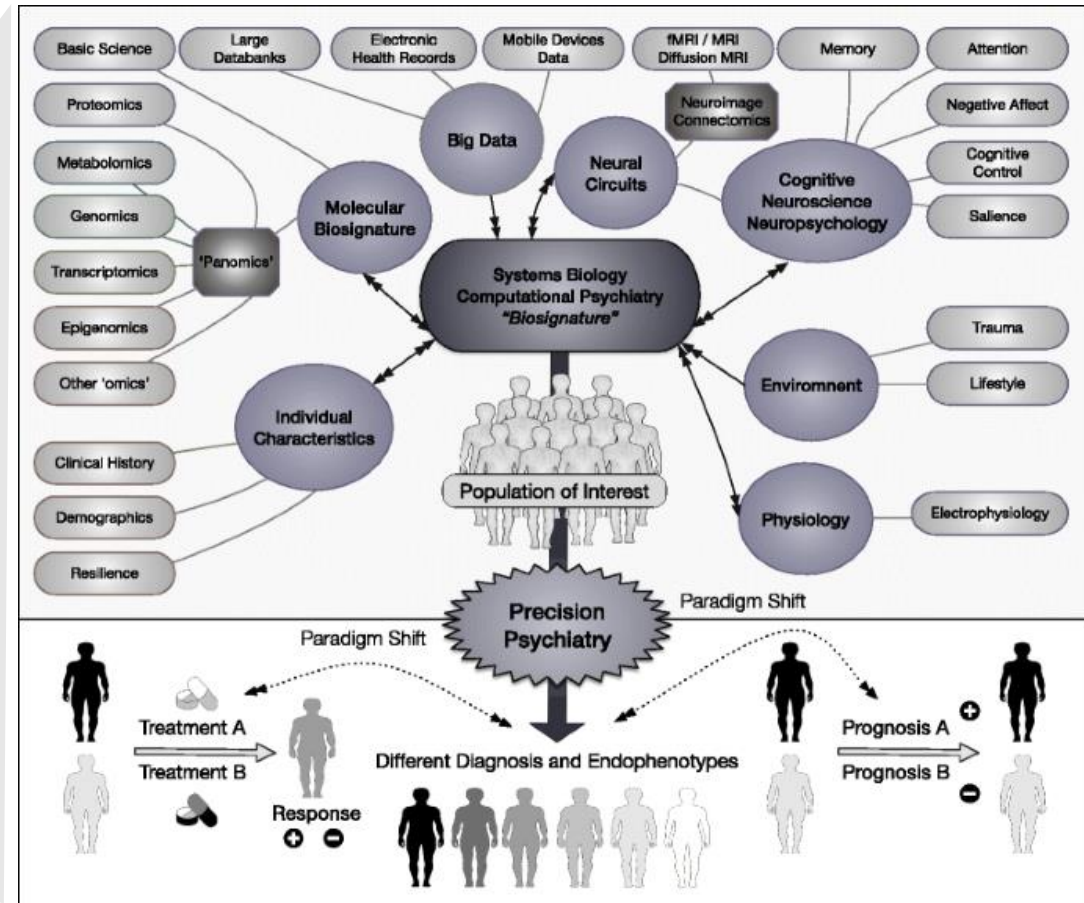 Basic Science
Large
Databanks
Electronic
Health Records
Mobile Devices
Data
fMRI / MRI
Diffusion MRI
Memory
Attention
Proteomics
Metabolomics
Genomics
Transcriptomics
Epigenomics
Other 'omics'
'Panomics'
Molecular
Biosignature
Big Data
Neural
Circuits
Neuroimage
Connectomics
Cognitive
Neuroscience
Neuropsychology
Negative Affect
Cognitive
Control
Salience
Systems Biology
Computational Psychiatry
"Biosignature"
Individual
Characteristics
Clinical History
Demographics
Resilience
Enviromnent
Trauma
Lifestyle
Physiology
Electrophysiology
Population of Interest
Precision
Psychiatry
Paradigm Shift
Paradigm Shift
Treatment A
Treatment B
Response
+ −
Different Diagnosis and Endophenotypes
Prognosis A
+
Prognosis B
−